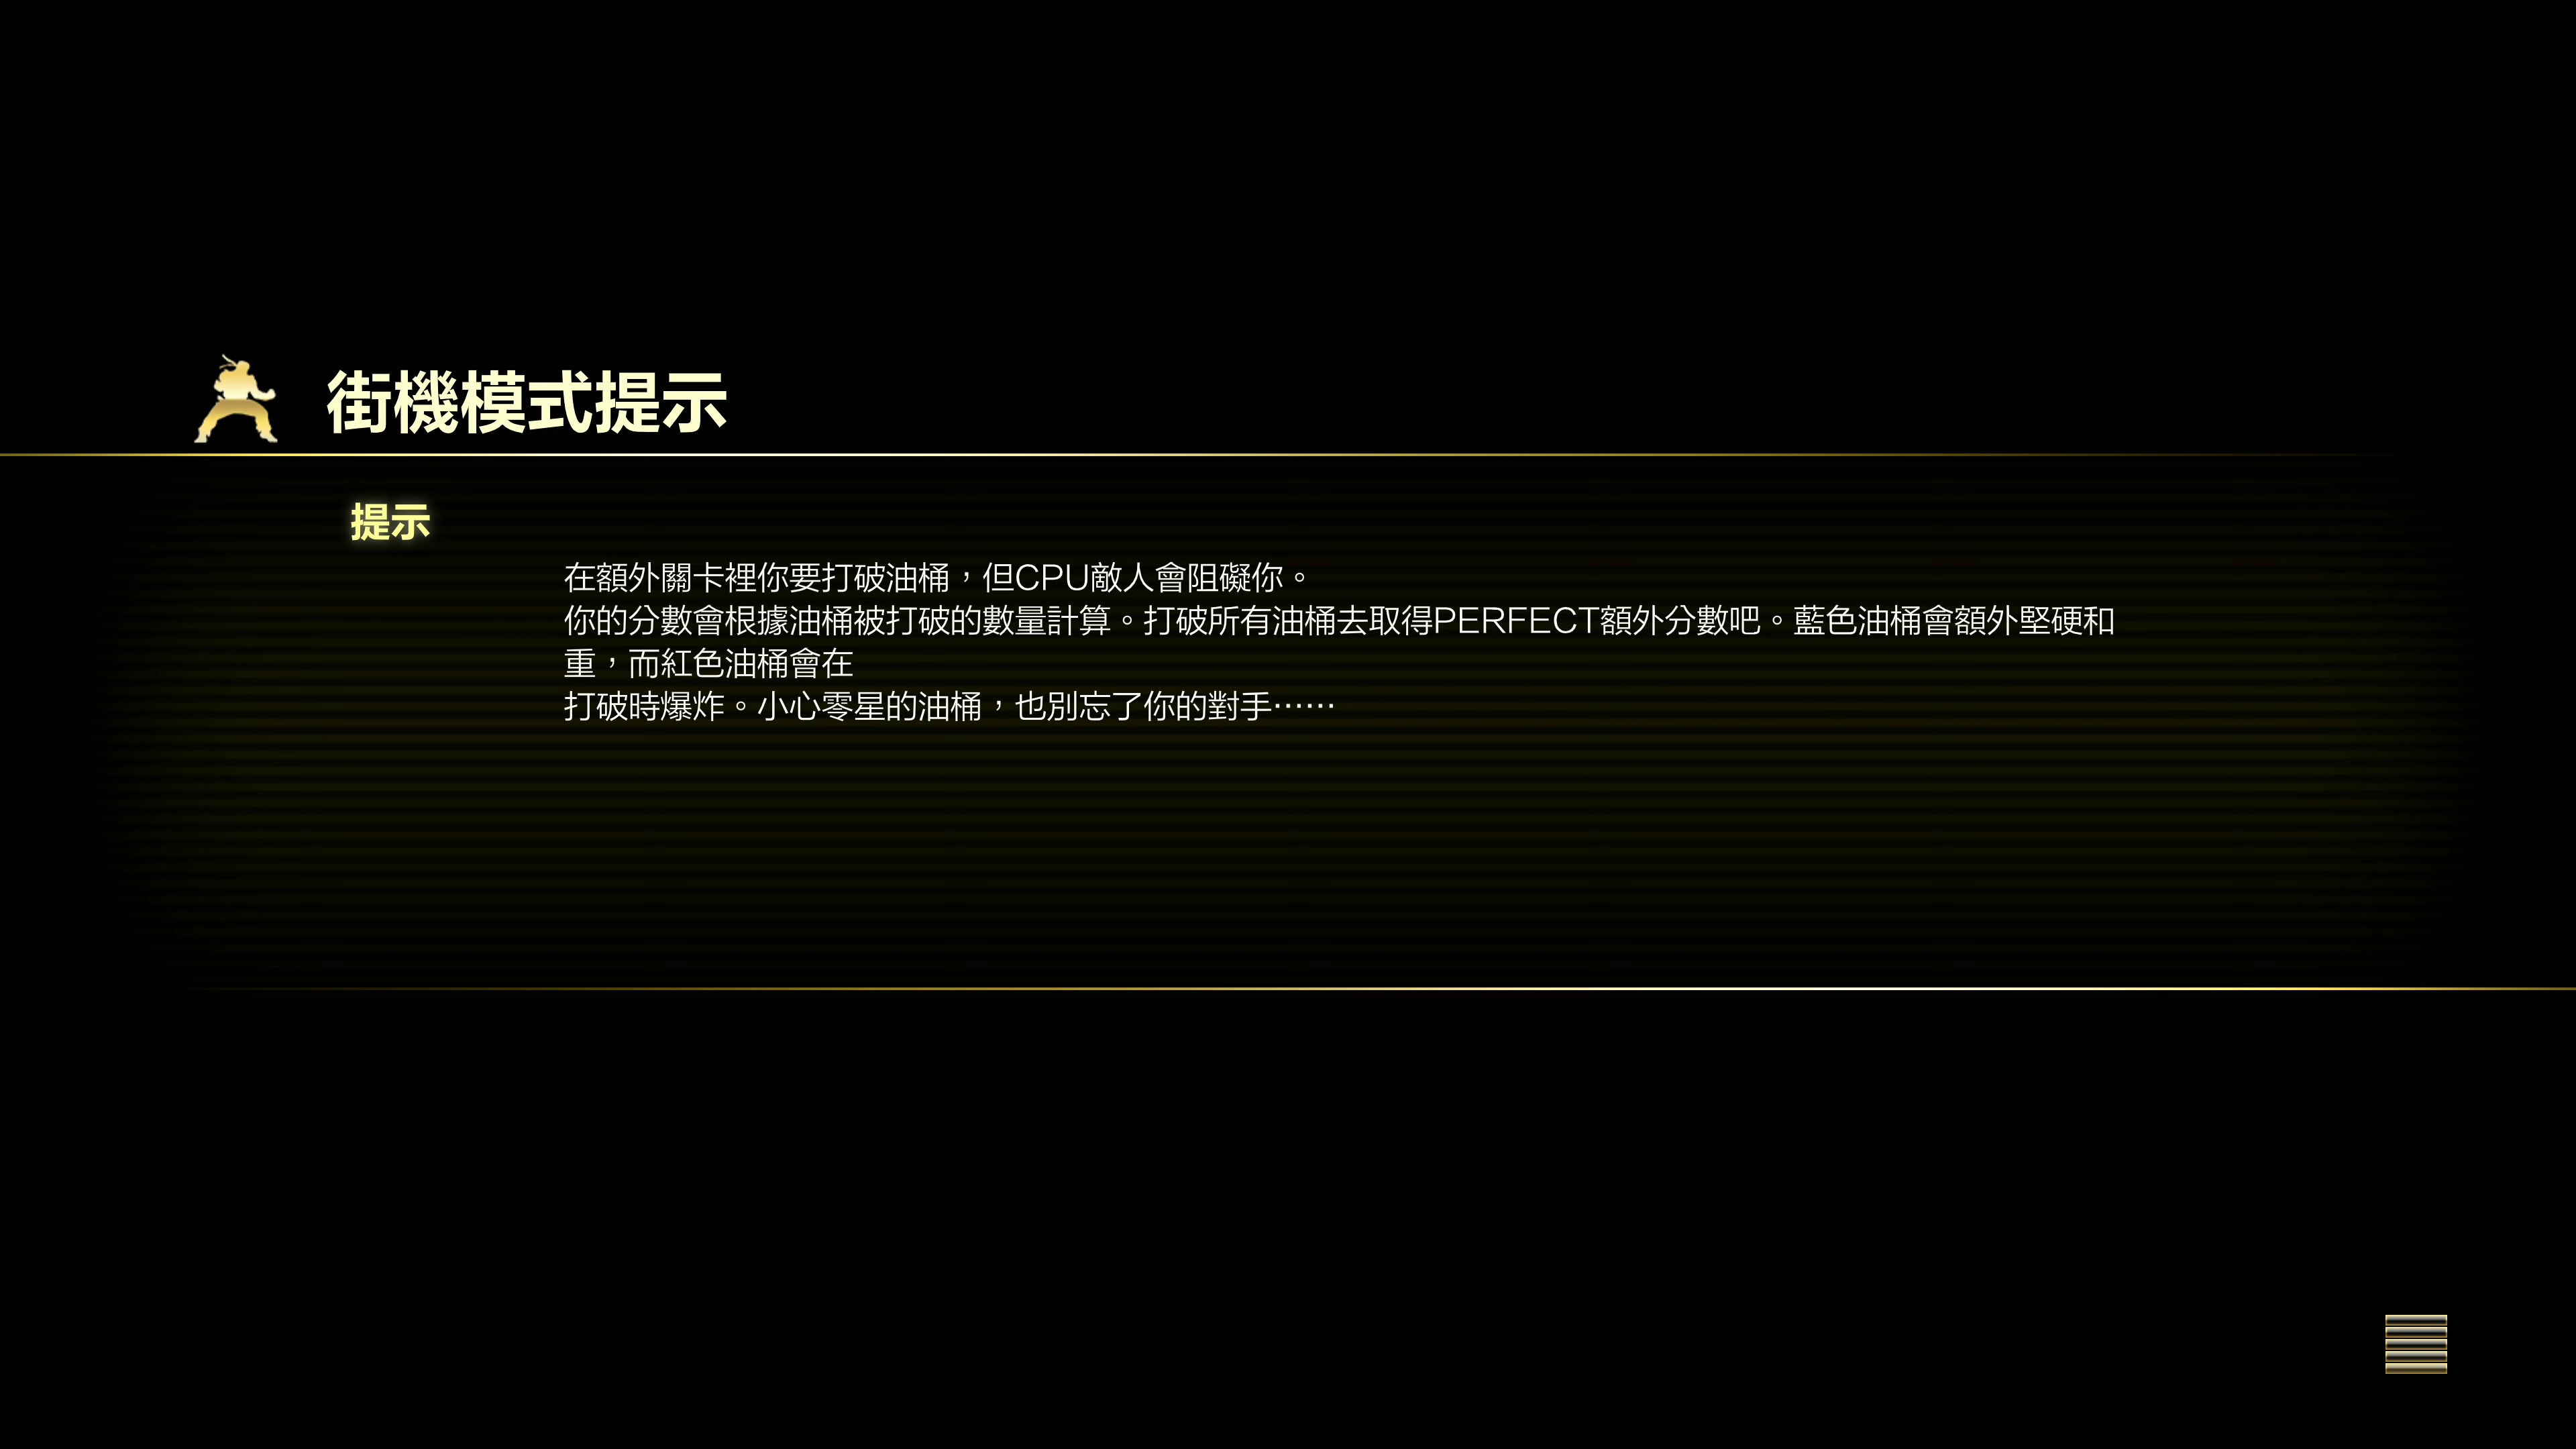 街機模式提示
提示
在額外關卡裡你要打破油桶，但CPU敵人會阻礙你。
你的分數會根據油桶被打破的數量計算。打破所有油桶去取得PERFECT額外分數吧。藍色油桶會額外堅硬和
重，而紅色油桶會在
打破時爆炸。小心零星的油桶，也別忘了你的對手……